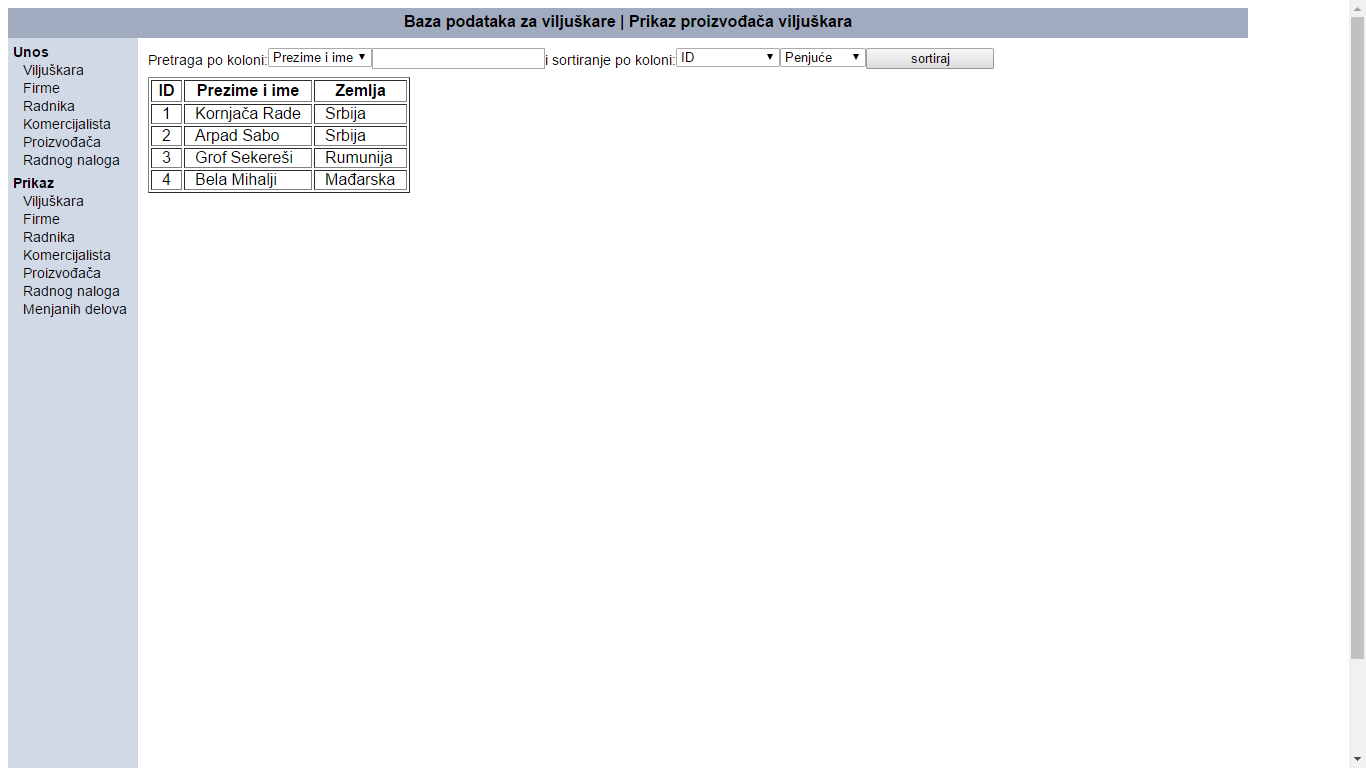 Baza podataka za viljuškare | Prikaz proizvođača viljuškara
Unos
Viljuškara
Firme
Radnika
Komercijalista
Proizvođača
Radnog naloga
Prikaz
Viljuškara
Firme
Radnika
Komercijalista
Proizvođača
Radnog naloga
Menjanih delova
Pretraga po koloni: Prezime i ime i sortiranje po koloni: ID Penjuće sortiraj
ID Prezime i ime Zemlja
1 Kornjača Rade Srbija
2 Arpad Sabo Srbija
3 Grof Sekereši Rumunija
4 Bela Mihalji Mađarska